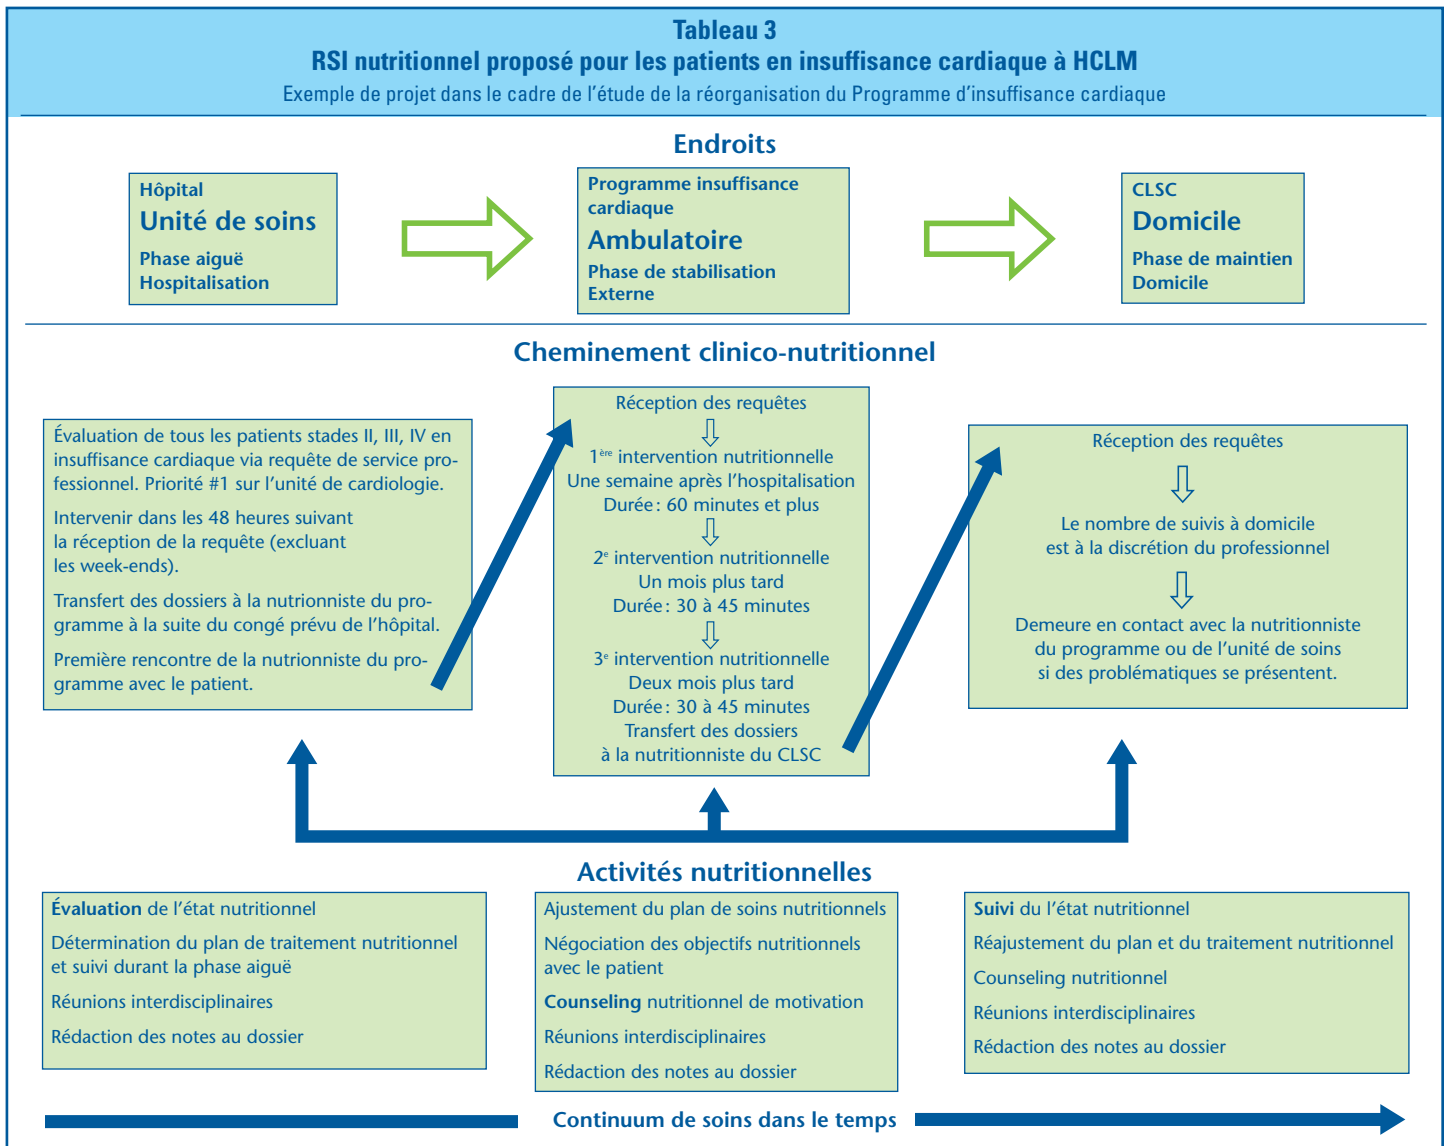 Tableau 3
RSI nutritionnel proposé pour les patients en insuffisance cardiaque à HCLM
Exemple de projet dans le cadre de l'étude de la réorganisation du Programme d'insuffisance cardiaque
Endroits
Hôpital
Unité de soins
Phase aiguë
Hospitalisation
Programme insuffisance
cardiaque
Ambulatoire
Phase de stabilisation
Externe
CLSC
Domicile
Phase de maintien
Domicile
Cheminement clinico-nutritionnel
Évaluation de tous les patients stades II, III, IV en
insuffisance cardiaque via requête de service pro-
fessionnel. Priorité #1 sur l'unité de cardiologie.
Intervenir dans les 48 heures suivant
la réception de la requête (excluant
les week-ends).
Transfert des dossiers à la nutrionniste du pro-
gramme à la suite du congé prévu de l'hôpital.
Première rencontre de la nutrionniste du pro-
gramme avec le patient.
Réception des requêtes
1ère intervention nutritionnelle
Une semaine après l'hospitalisation
Durée : 60 minutes et plus
2e intervention nutritionnelle
Un mois plus tard
Durée : 30 à 45 minutes
3e intervention nutritionnelle
Deux mois plus tard
Durée : 30 à 45 minutes
Transfert des dossiers
à la nutritionniste du CLSC
Réception des requêtes
Le nombre de suivis à domicile
est à la discrétion du professionnel
Demeure en contact avec la nutritionniste
du programme ou de l'unité de soins
si des problématiques se présentent.
Activités nutritionnelles
Évaluation de l'état nutritionnel
Détermination du plan de traitement nutritionnel
et suivi durant la phase aiguë
Réunions interdisciplinaires
Rédaction des notes au dossier
Ajustement du plan de soins nutritionnels
Négociation des objectifs nutritionnels
avec le patient
Counseling nutritionnel de motivation
Réunions interdisciplinaires
Rédaction des notes au dossier
Suivi du l'état nutritionnel
Réajustement du plan et du traitement nutritionnel
Counseling nutritionnel
Réunions interdisciplinaires
Rédaction des notes au dossier
Continuum de soins dans le temps